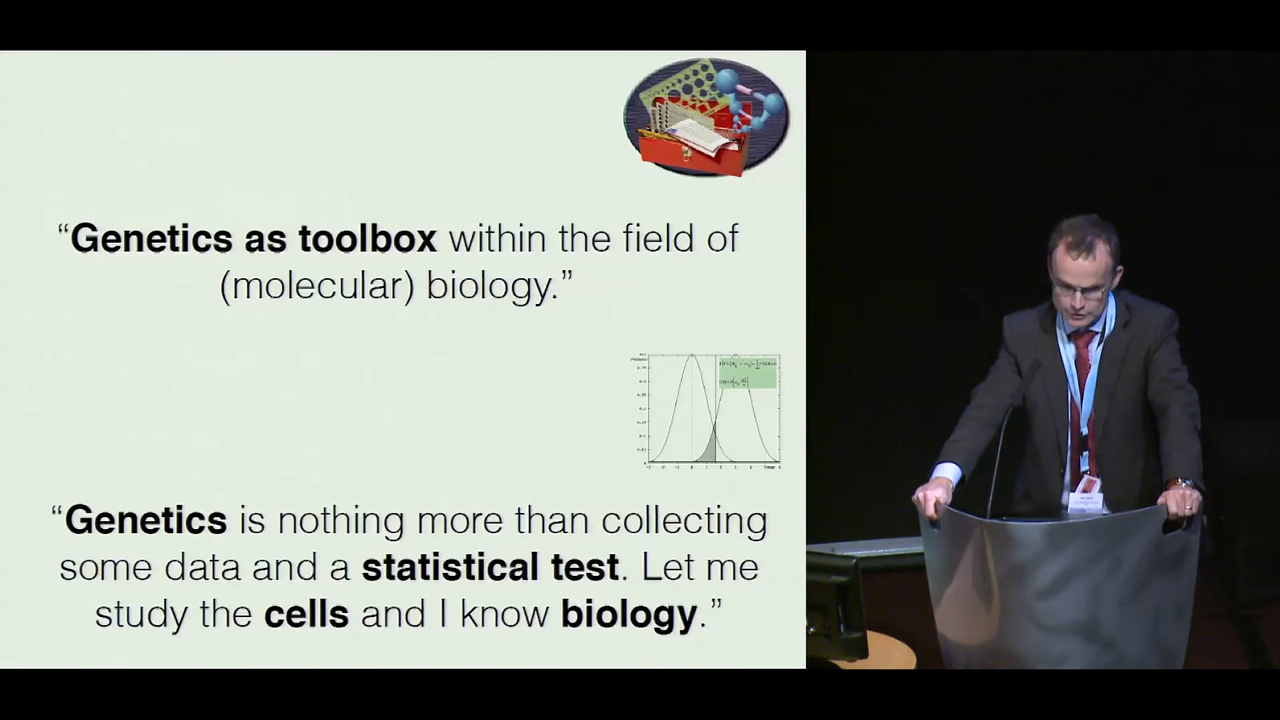 “Genetics as toolbox within the field of
(molecular) biology.”
“Genetics is nothing more than collecting
some data and a statistical test. Let me
study the cells and I know biology.”